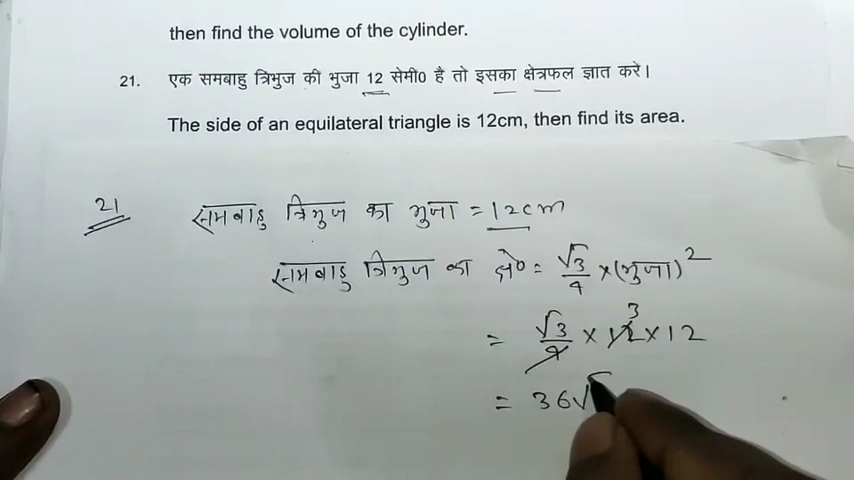 then find the volume of the cylinder.
21. एक समबाहु त्रिभुज की भुजा 12 सेमी0 है तो इसका क्षेत्रफल ज्ञात करे।
The side of an equilateral triangle is 12cm, then find its area.
21 समबाहु त्रिभुज का भुजा = 12cm
समबाहु त्रिभुज का क्षे० = √3/4 × (भुजा)²
= √3/4 × 12 3 × 12
= 36√